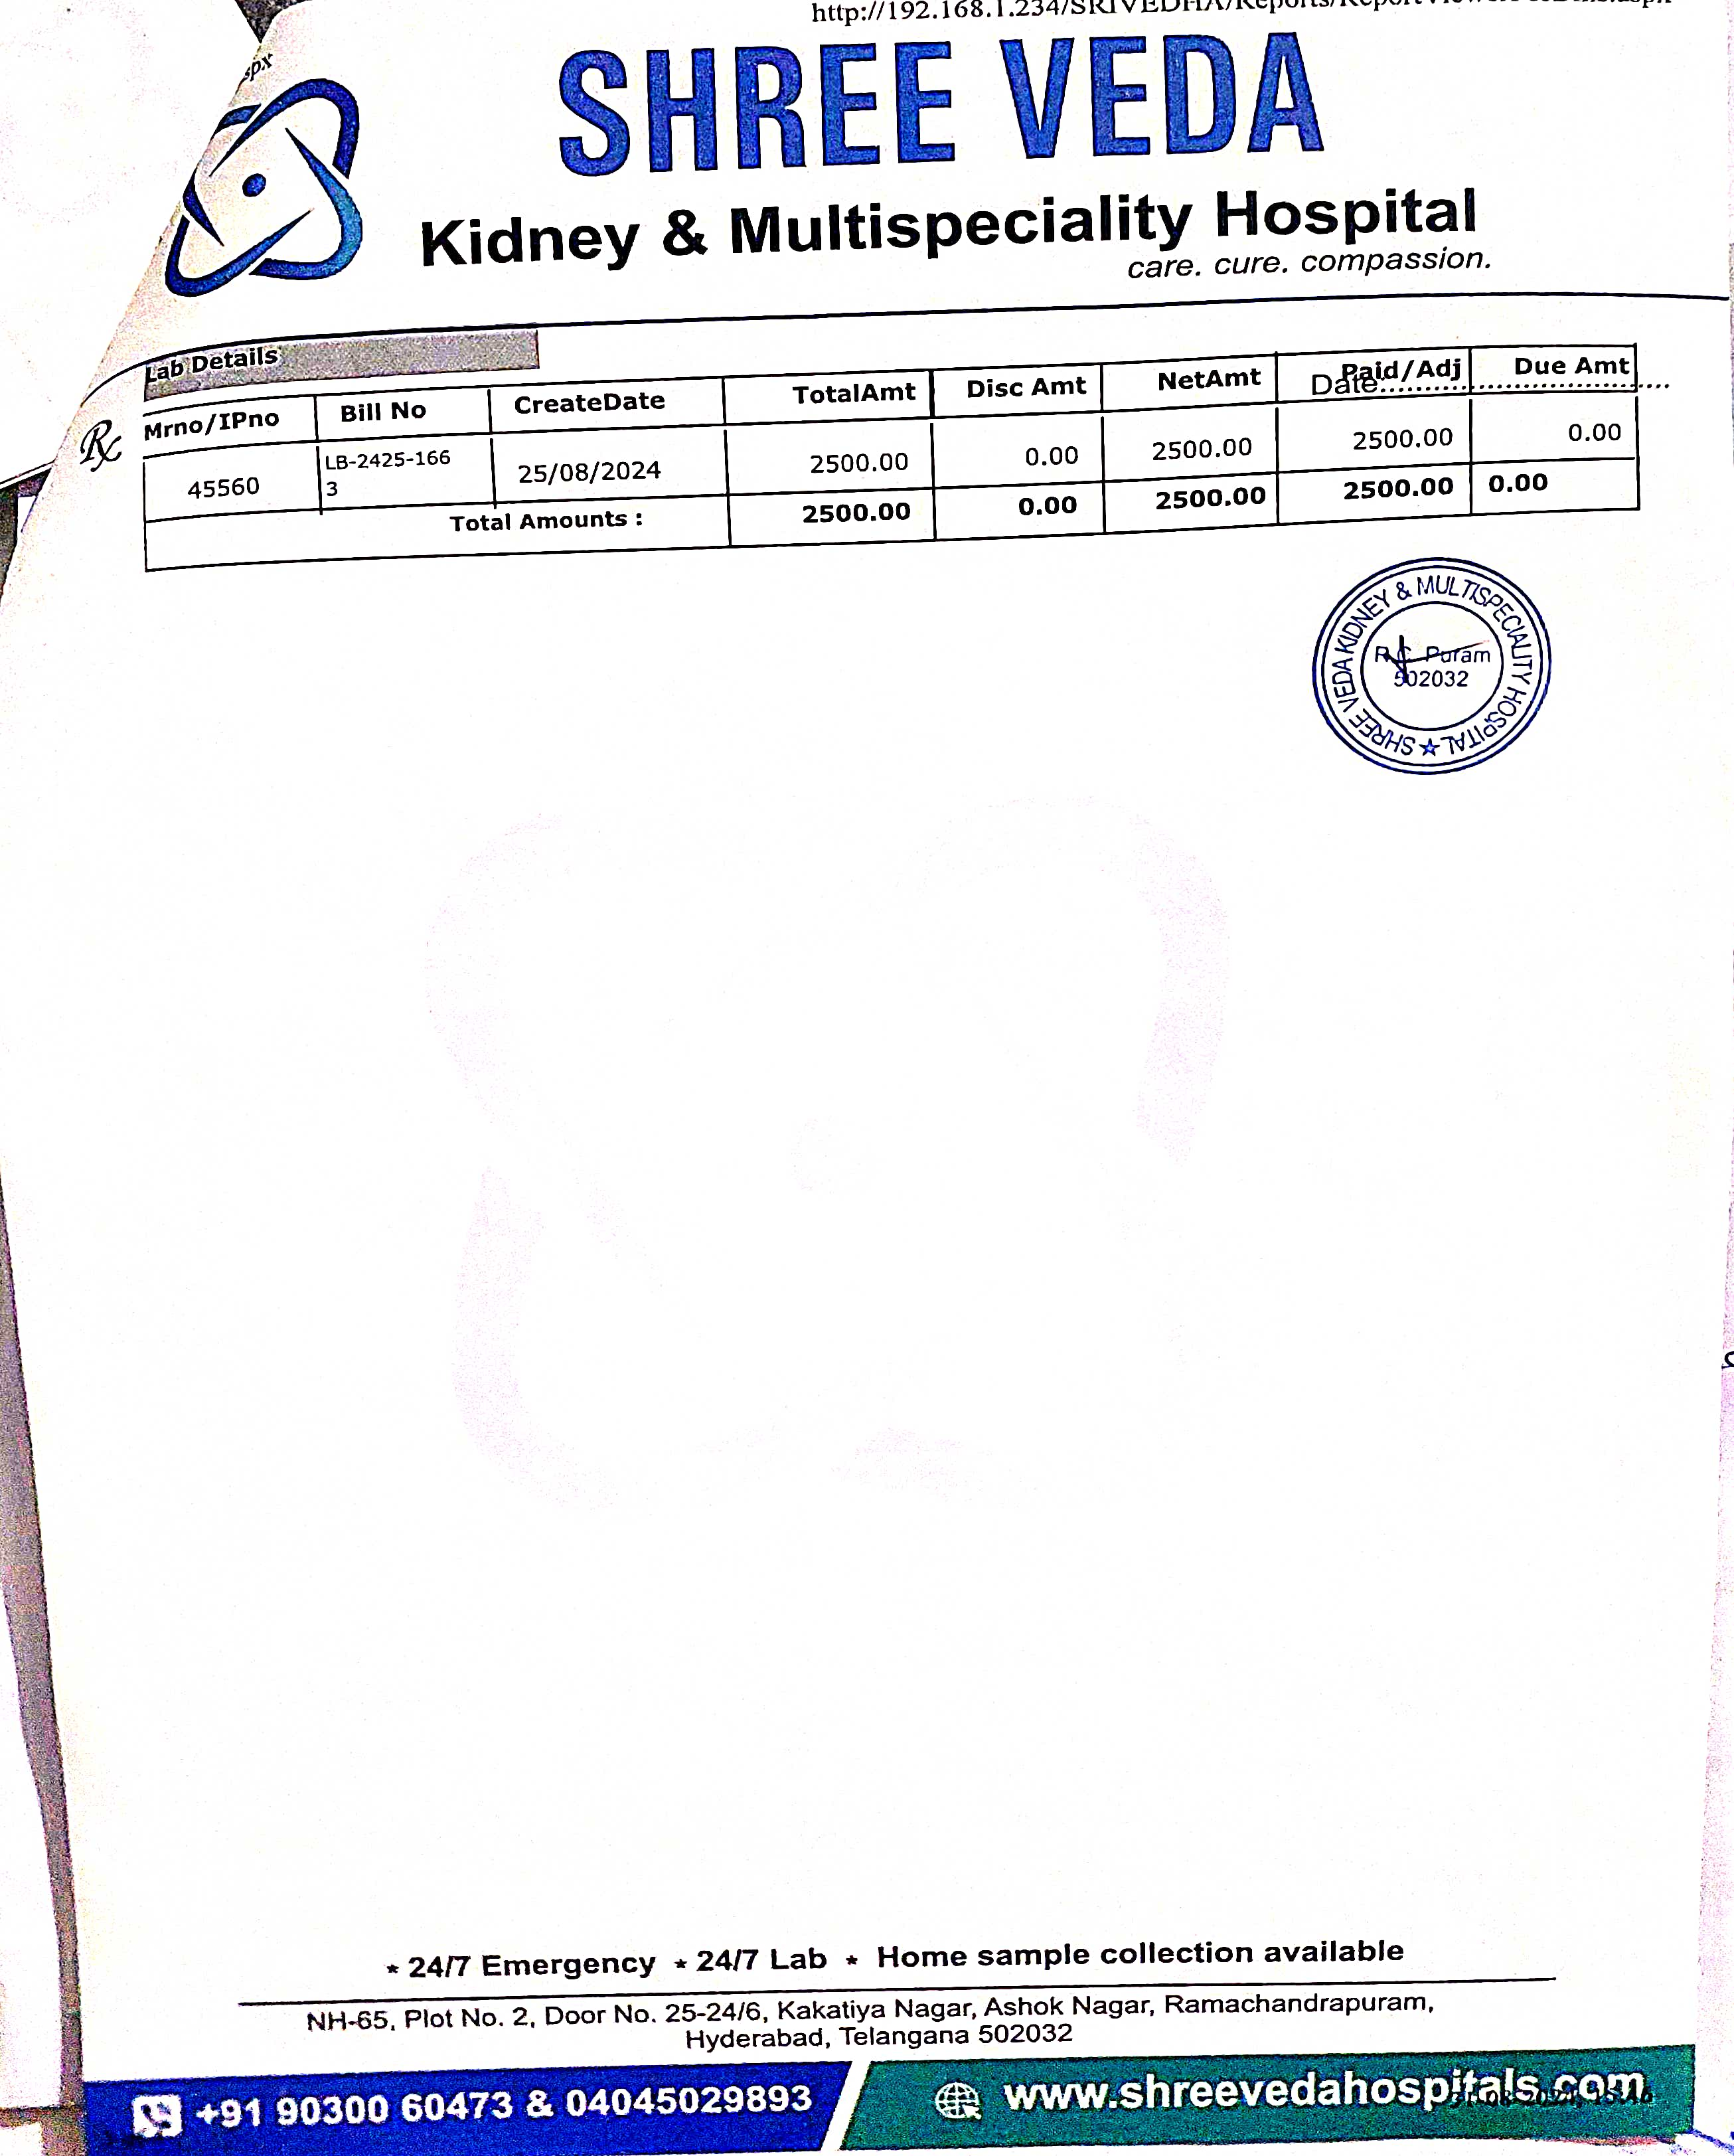 http://192.168.1.234/SRIVEDHA/Reports/
spx
SHREE VEDA
Kidney & Multispeciality Hospital
care. cure. compassion.
Lab Details
Rx
Mrno/IPno Bill No CreateDate TotalAmt Disc Amt NetAmt Paid/Adj Due Amt
Date
45560 LB-2425-166 25/08/2024 2500.00 0.00 2500.00 2500.00 0.00
3
Total Amounts : 2500.00 0.00 2500.00 2500.00 0.00
SHREE VEDA KIDNEY & MULTISPECIALITY HOSPITAL
R.C. Puram
502032
* 24/7 Emergency * 24/7 Lab * Home sample collection available
NH-65, Plot No. 2, Door No. 25-24/6, Kakatiya Nagar, Ashok Nagar, Ramachandrapuram,
Hyderabad, Telangana 502032
+91 90300 60473 & 04045029893
www.shreevedahospitals.com